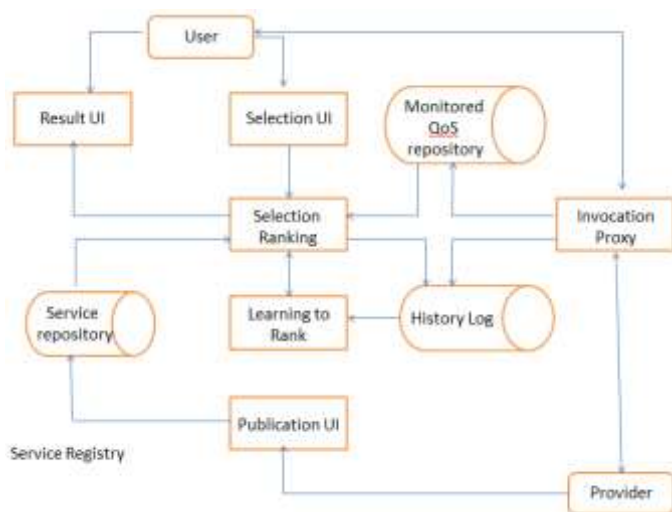 User
Result UI
Selection UI
Monitored
QoS
repository
Selection
Ranking
Invocation
Proxy
Service
repository
Learning to
Rank
History Log
Publication UI
Service Registry
Provider